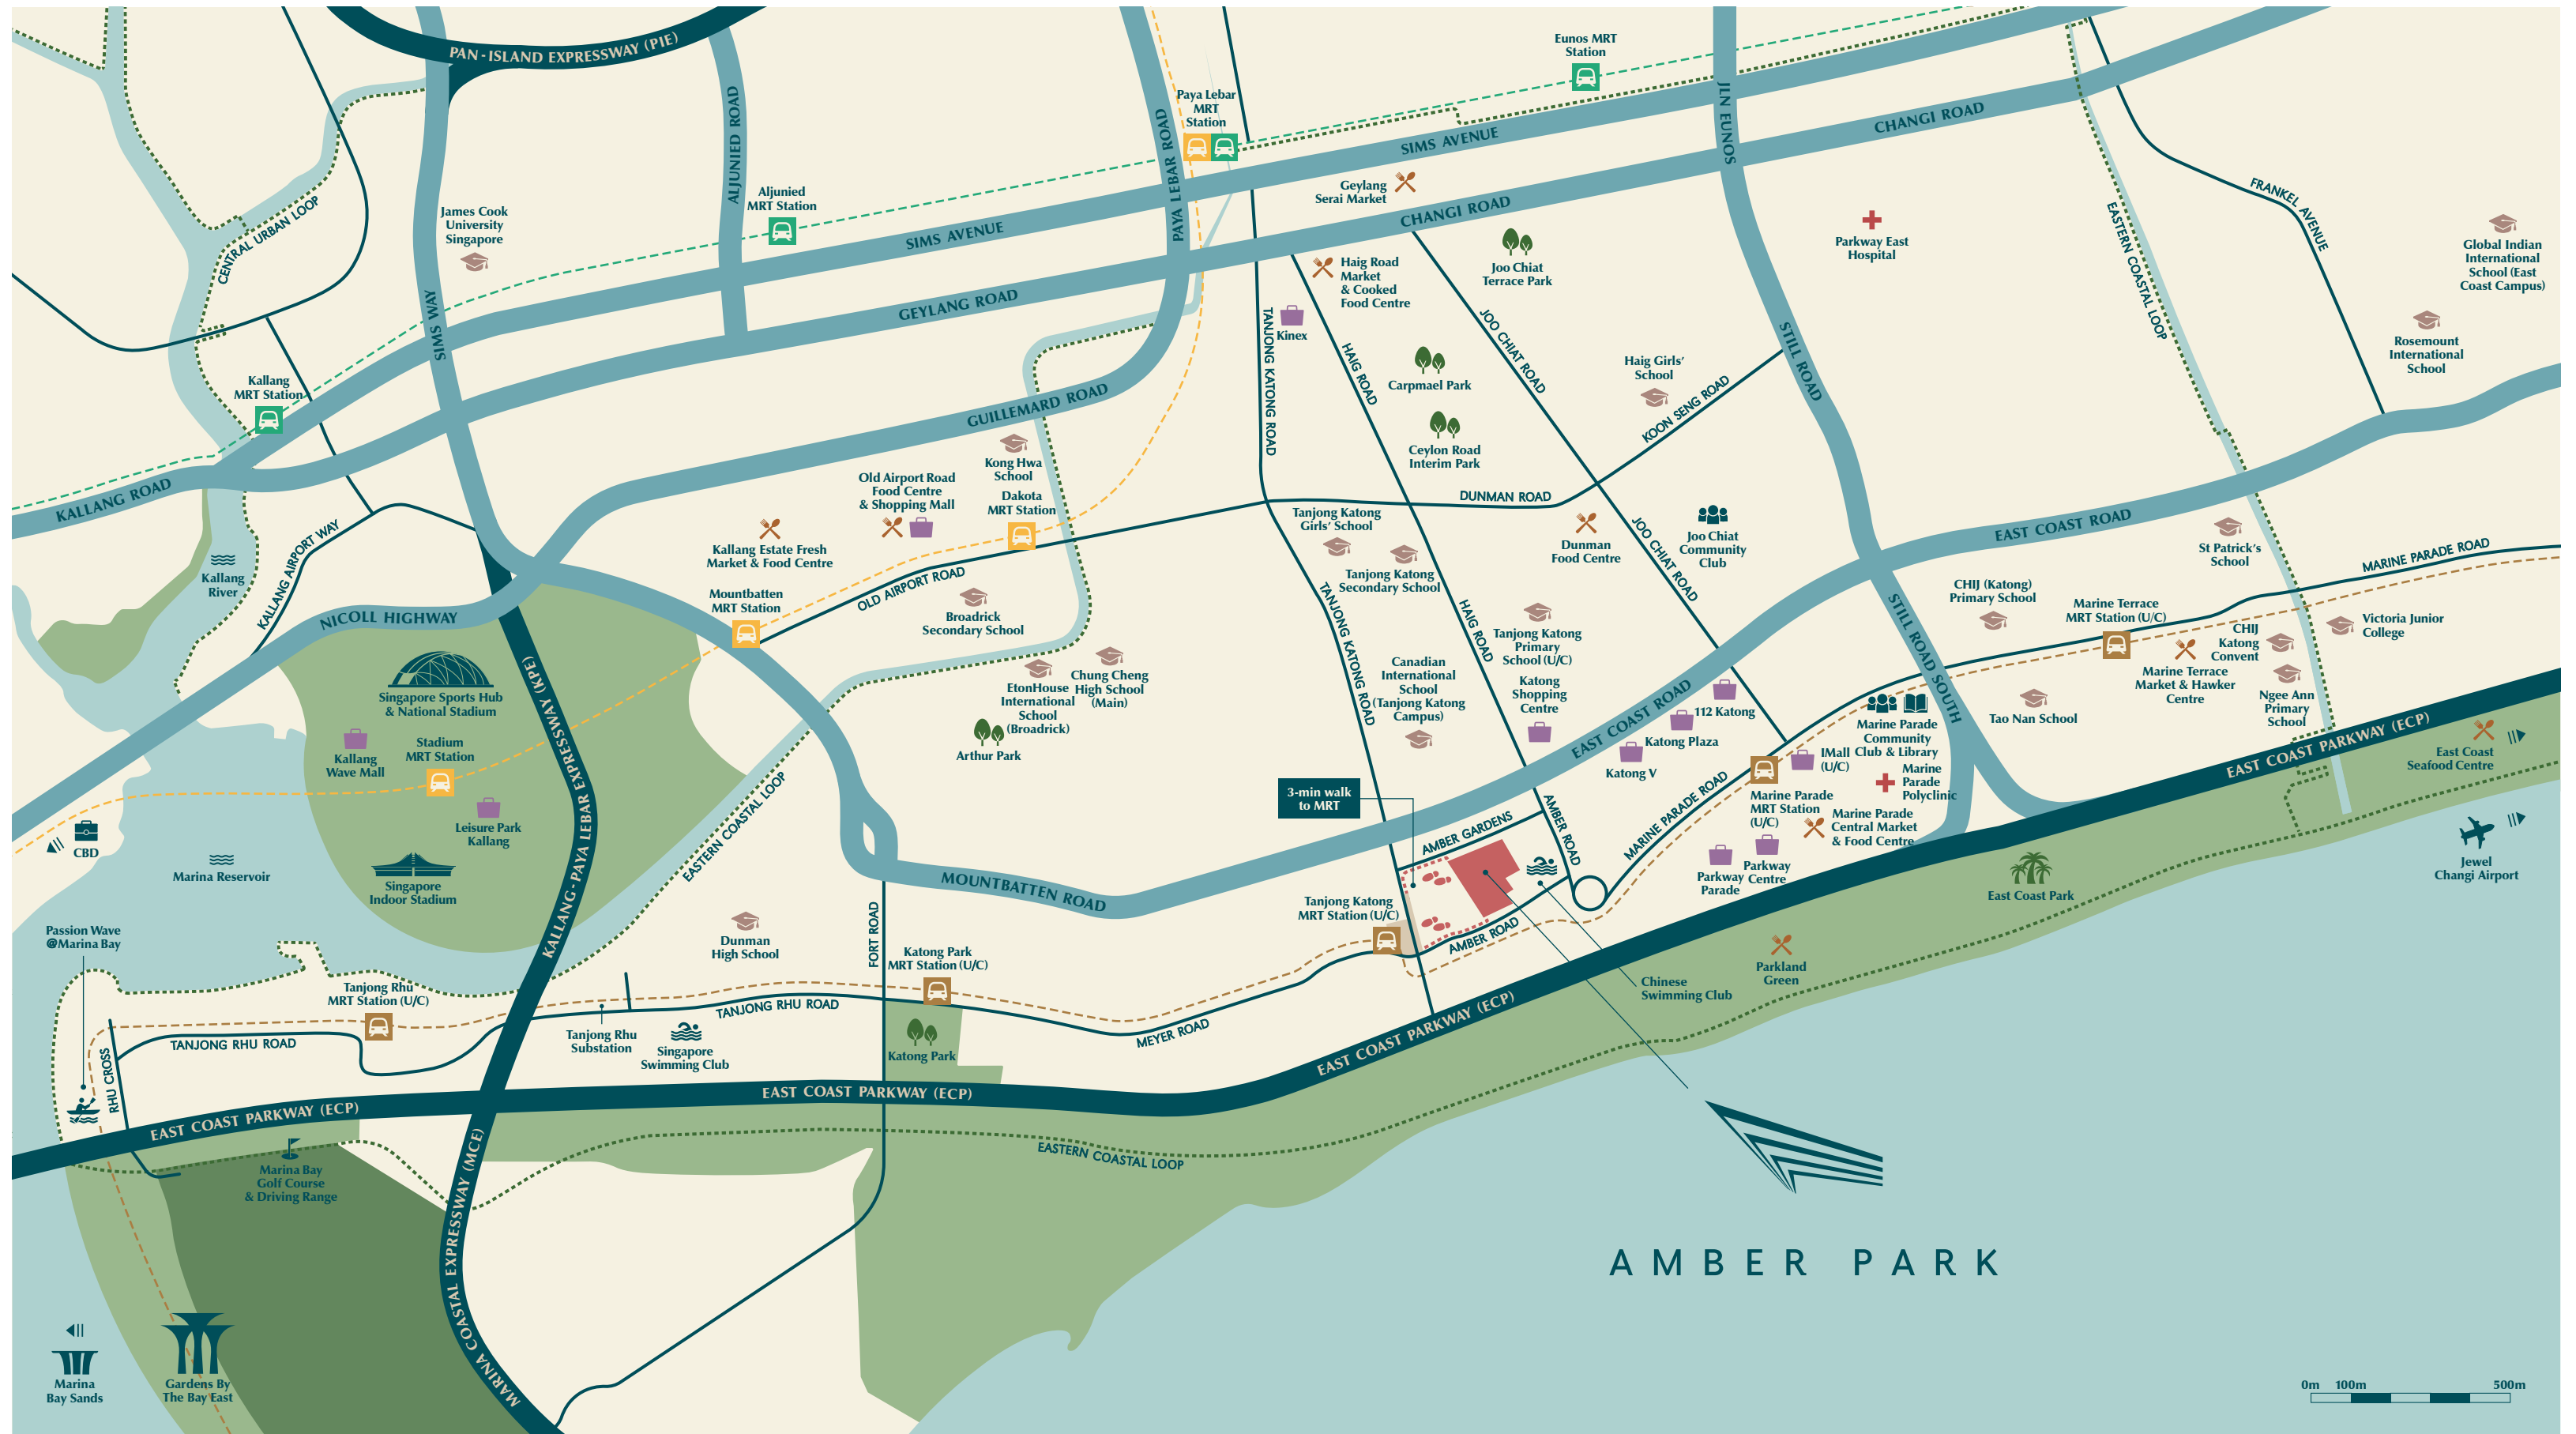 PAN-ISLAND EXPRESSWAY (PIE)
Eunos MRT
Station
Paya Lebar
MRT
Station
ALJUNIED ROAD
PAYA LEBAR ROAD
JLN EUNOS
SIMS AVENUE
CHANGI ROAD
Geylang
Serai Market
CHANGI ROAD
Aljunied
MRT Station
James Cook
University
Singapore
CENTRAL URBAN LOOP
SIMS AVENUE
GEYLANG ROAD
SIMS WAY
Parkway East
Hospital
FRANKEL AVENUE
EASTERN COASTAL LOOP
Global Indian
International
School (East
Coast Campus)
Rosemount
International
School
Haig Road
Market
& Cooked
Food Centre
Joo Chiat
Terrace Park
Kinex
TANJONG KATONG ROAD
HAIG ROAD
JOO CHIAT ROAD
STILL ROAD
Carpmael Park
Haig Girls'
School
KOON SENG ROAD
Ceylon Road
Interim Park
Kallang
MRT Station
KALLANG ROAD
GUILLEMARD ROAD
Kong Hwa
School
Old Airport Road
Food Centre
& Shopping Mall
Dakota
MRT Station
DUNMAN ROAD
Tanjong Katong
Girls' School
Tanjong Katong
Secondary School
Dunman
Food Centre
Joo Chiat
Community
Club
JOO CHIAT ROAD
EAST COAST ROAD
St Patrick's
School
MARINE PARADE ROAD
Kallang Estate Fresh
Market & Food Centre
KALLANG AIRPORT WAY
Kallang
River
NICOLL HIGHWAY
Mountbatten
MRT Station
OLD AIRPORT ROAD
Broadrick
Secondary School
TANJONG KATONG ROAD
HAIG ROAD
Tanjong Katong
Primary
School (U/C)
CHIJ (Katong)
Primary School
Marine Terrace
MRT Station (U/C)
CHIJ
Katong
Convent
Victoria Junior
College
STILL ROAD SOUTH
Singapore Sports Hub
& National Stadium
KALLANG-PAYA LEBAR EXPRESSWAY (KPE)
EtonHouse
International
School
(Broadrick)
Chung Cheng
High School
(Main)
Canadian
International
School
(Tanjong Katong
Campus)
Katong
Shopping
Centre
Marine Terrace
Market & Hawker
Centre
Ngee Ann
Primary
School
Tao Nan School
Kallang
Wave Mall
Stadium
MRT Station
Arthur Park
EAST COAST ROAD
112 Katong
Katong Plaza
Katong V
IMall
(U/C)
Marine Parade
Community
Club & Library
Marine
Parade
Polyclinic
EAST COAST PARKWAY (ECP)
East Coast
Seafood Centre
Leisure Park
Kallang
EASTERN COASTAL LOOP
3-min walk
to MRT
AMBER GARDENS
AMBER ROAD
MARINE PARADE ROAD
Marine Parade
MRT Station
(U/C)
Marine Parade
Central Market
& Food Centre
Parkway
Parade
Parkway
Centre
CBD
Marina Reservoir
Singapore
Indoor Stadium
MOUNTBATTEN ROAD
Tanjong Katong
MRT Station (U/C)
AMBER ROAD
East Coast Park
Jewel
Changi Airport
Passion Wave
@Marina Bay
KALLANG-PAYA LEBAR EXPRESSWAY (KPE)
Dunman
High School
FORT ROAD
Katong Park
MRT Station (U/C)
Parkland
Green
Chinese
Swimming Club
Tanjong Rhu
MRT Station (U/C)
TANJONG RHU ROAD
TANJONG RHU ROAD
Tanjong Rhu
Substation
Singapore
Swimming Club
Katong Park
MEYER ROAD
EAST COAST PARKWAY (ECP)
RHU CROSS
EAST COAST PARKWAY (ECP)
EAST COAST PARKWAY (ECP)
EASTERN COASTAL LOOP
Marina Bay
Golf Course
& Driving Range
MARINA COASTAL EXPRESSWAY (MCE)
AMBER PARK
Marina
Bay Sands
Gardens By
The Bay East
0m 100m 500m